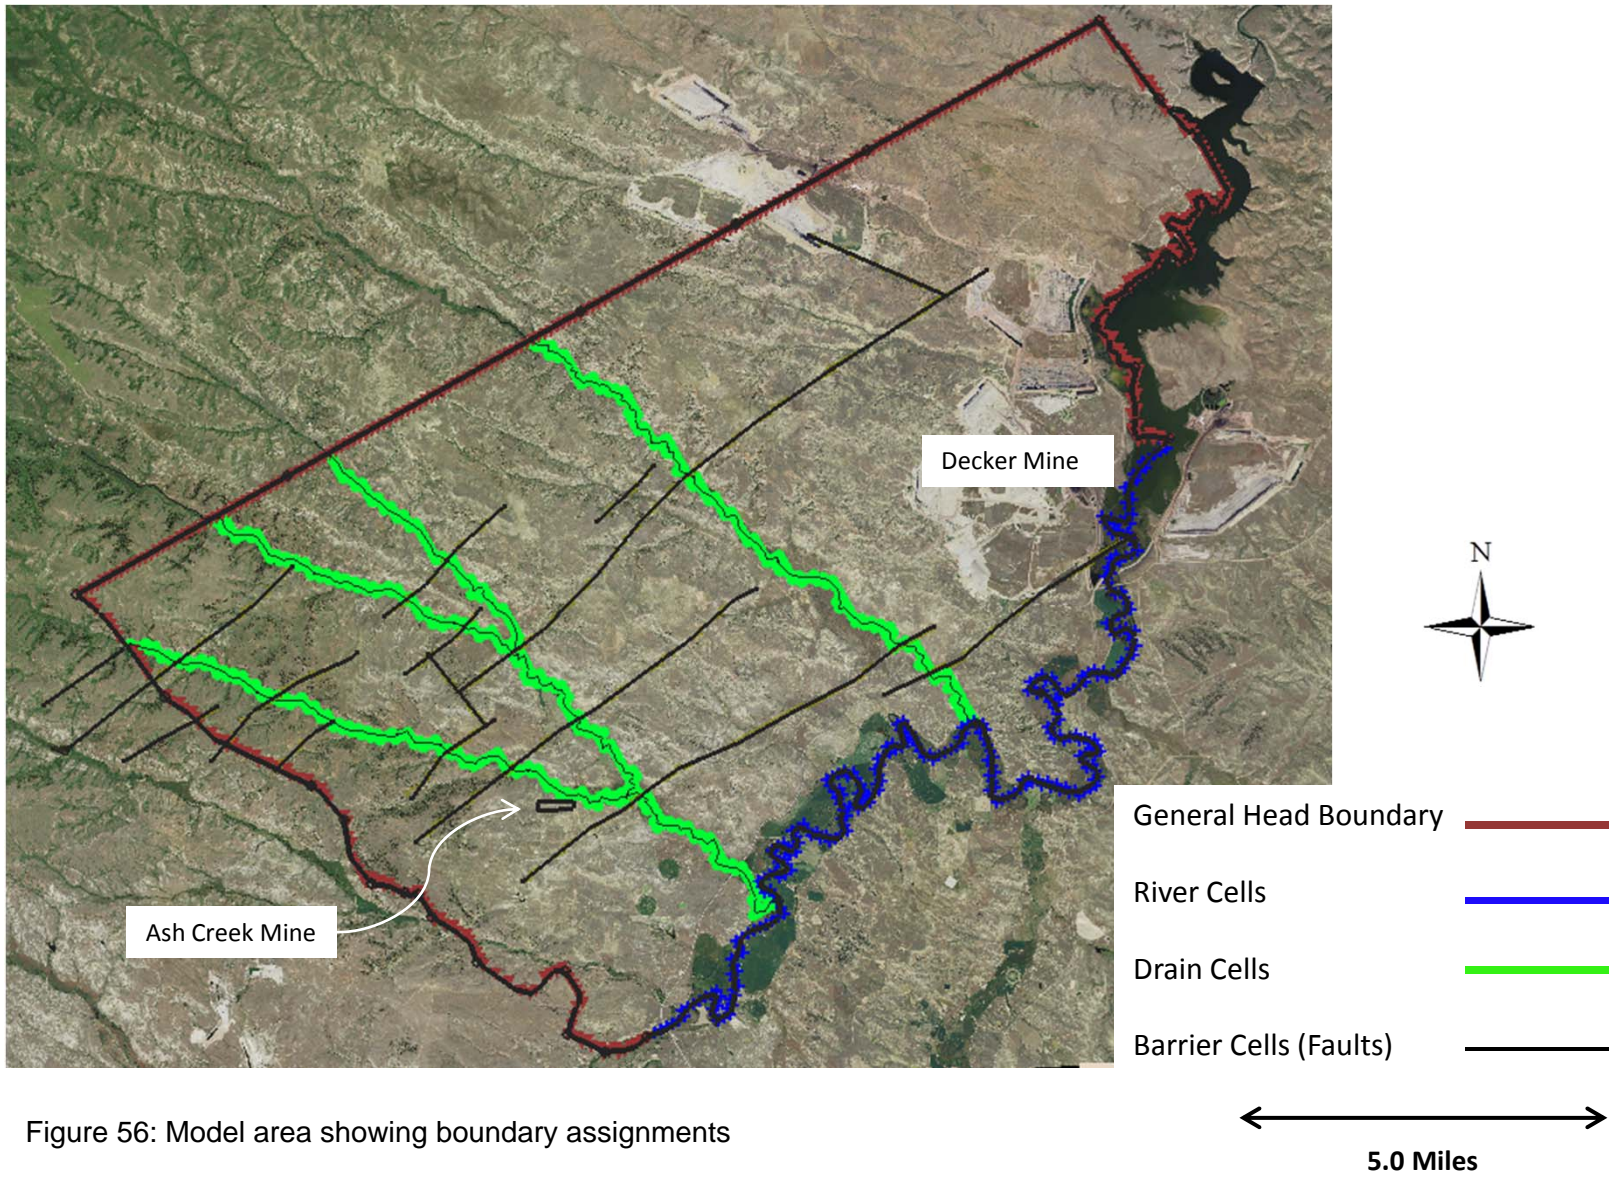 Decker Mine
N
General Head Boundary
River Cells
Ash Creek Mine
Drain Cells
Barrier Cells (Faults)
Figure 56: Model area showing boundary assignments
5.0 Miles